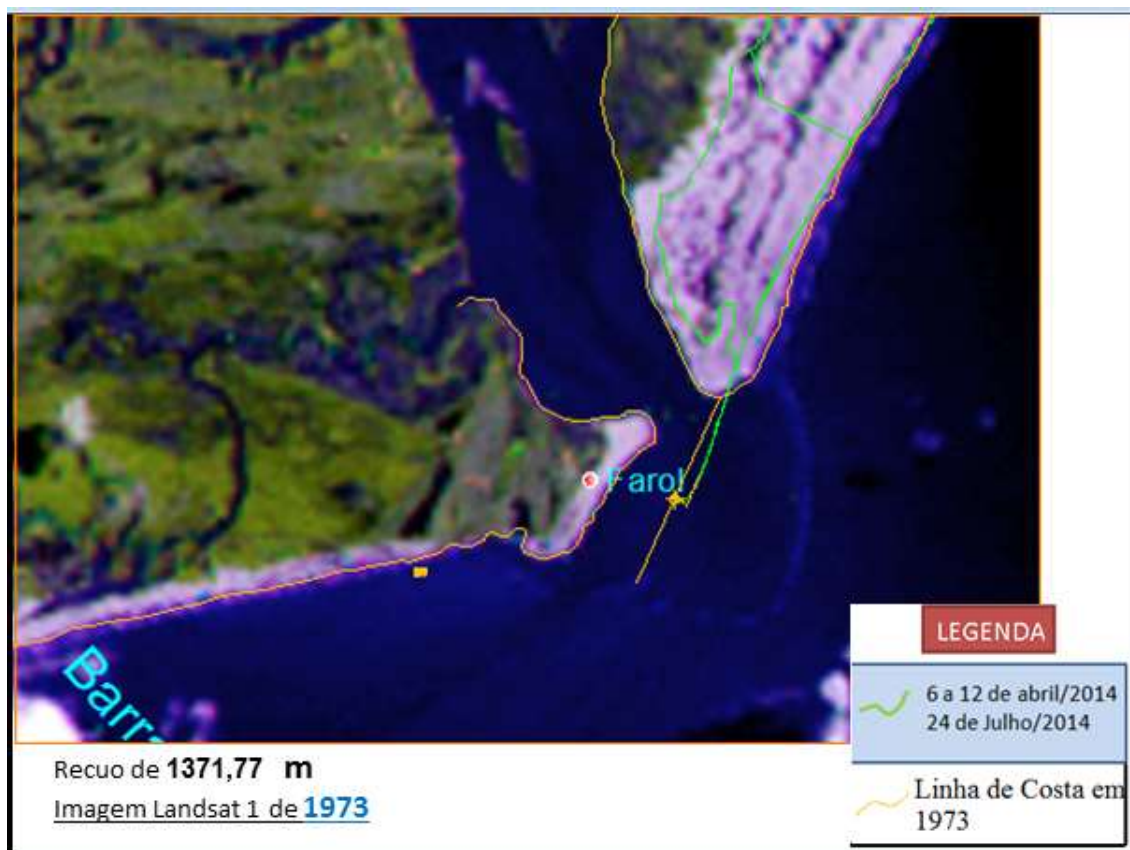 Farol
Barra
LEGENDA
6 a 12 de abril/2014
24 de Julho/2014
Linha de Costa em
1973
Recuo de 1371,77 m
Imagem Landsat 1 de 1973